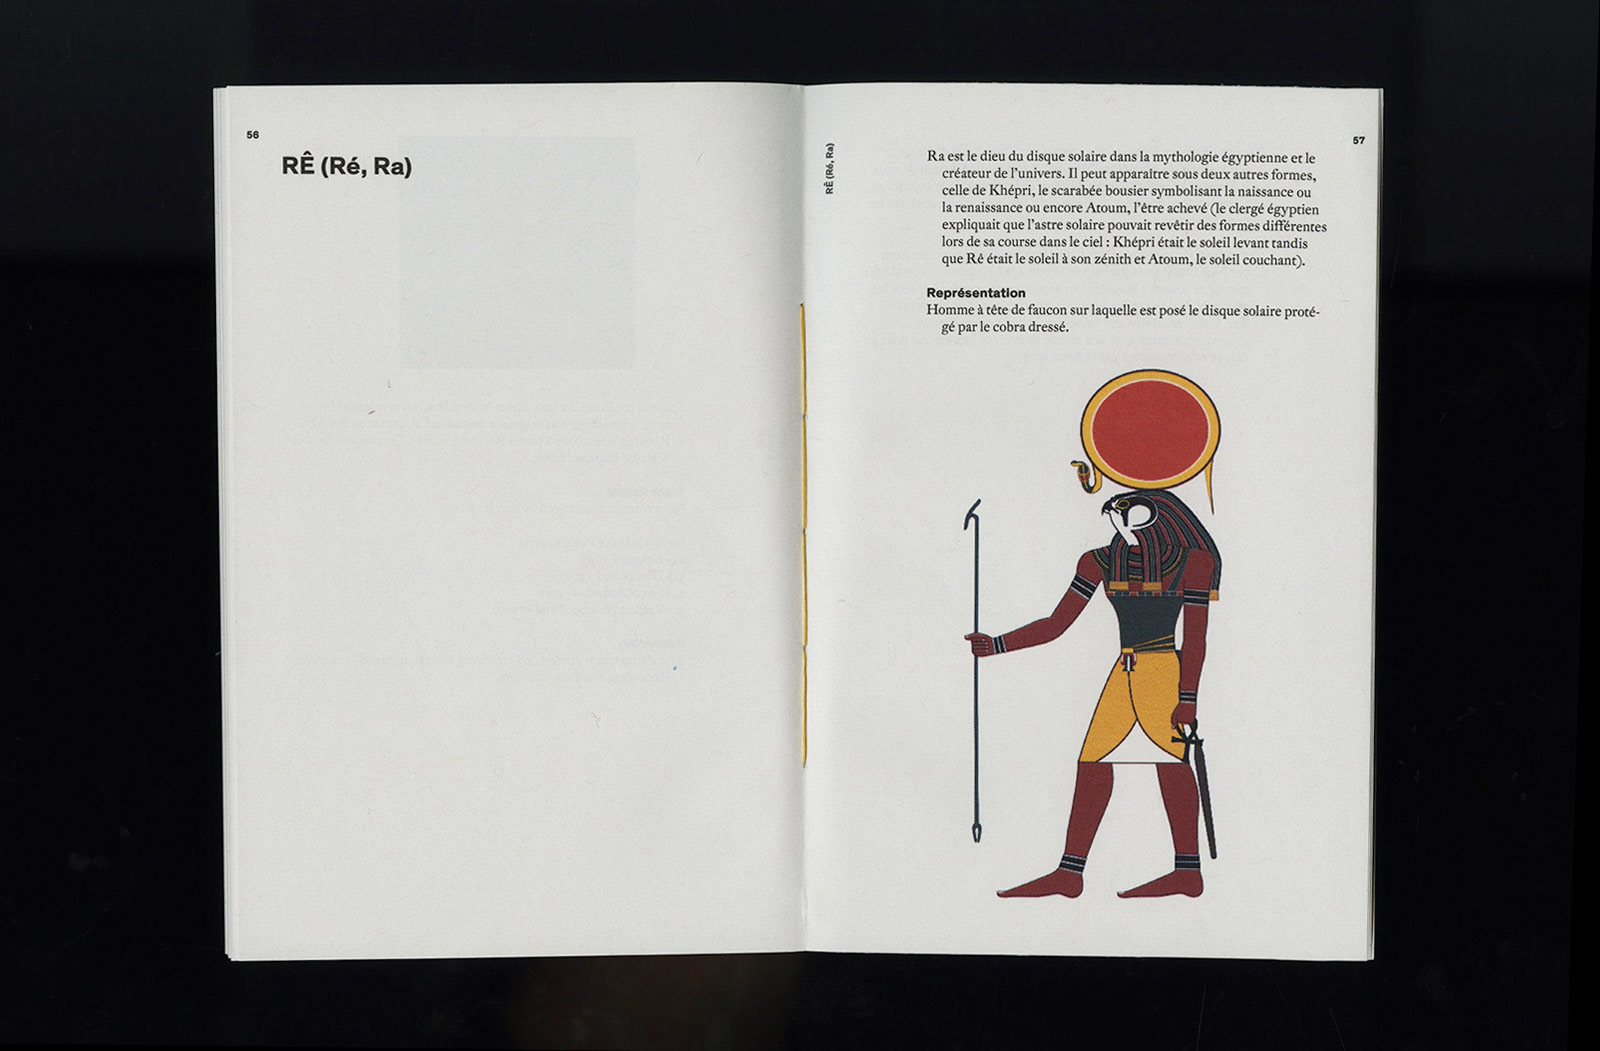 56
RÊ (Ré, Ra)
RÊ (Ré, Ra)
57
Ra est le dieu du disque solaire dans la mythologie égyptienne et le
créateur de l’univers. Il peut apparaître sous deux autres formes,
celle de Khépri, le scarabée bousier symbolisant la naissance ou
la renaissance ou encore Atoum, l’être achevé (le clergé égyptien
expliquait que l’astre solaire pouvait revêtir des formes différentes
lors de sa course dans le ciel : Khépri était le soleil levant tandis
que Rê était le soleil à son zénith et Atoum, le soleil couchant).
Représentation
Homme à tête de faucon sur laquelle est posé le disque solaire proté-
gé par le cobra dressé.